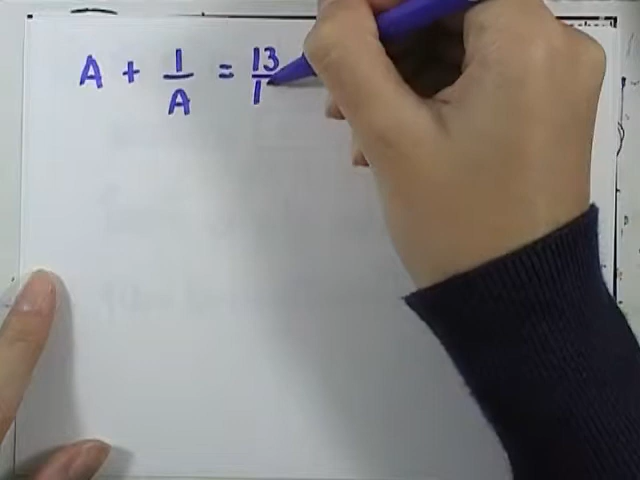 A + 1/A = 13/1